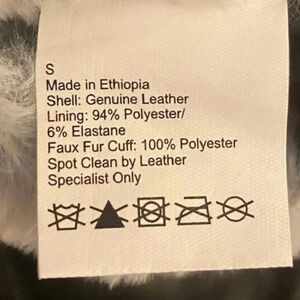 S
Made in Ethiopia
Shell: Genuine Leather
Lining: 94% Polyester/
6% Elastane
Faux Fur Cuff: 100% Polyester
Spot Clean by Leather
Specialist Only